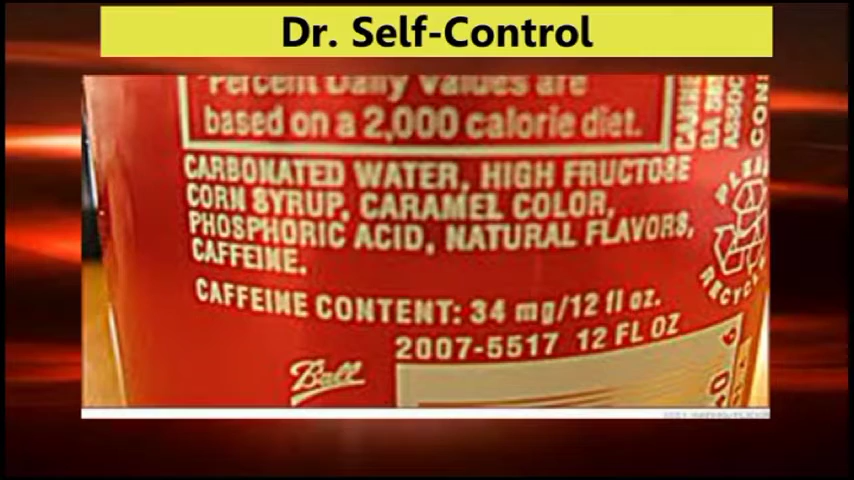 Dr. Self-Control
*Percent Daily Values are
based on a 2,000 calorie diet.
CARBONATED WATER, HIGH FRUCTOSE
CORN SYRUP, CARAMEL COLOR,
PHOSPHORIC ACID, NATURAL FLAVORS,
CAFFEINE.
CAFFEINE CONTENT: 34 mg/12 fl oz.
2007-5517 12 FL OZ
Ball
PLEASE
RECYCLE